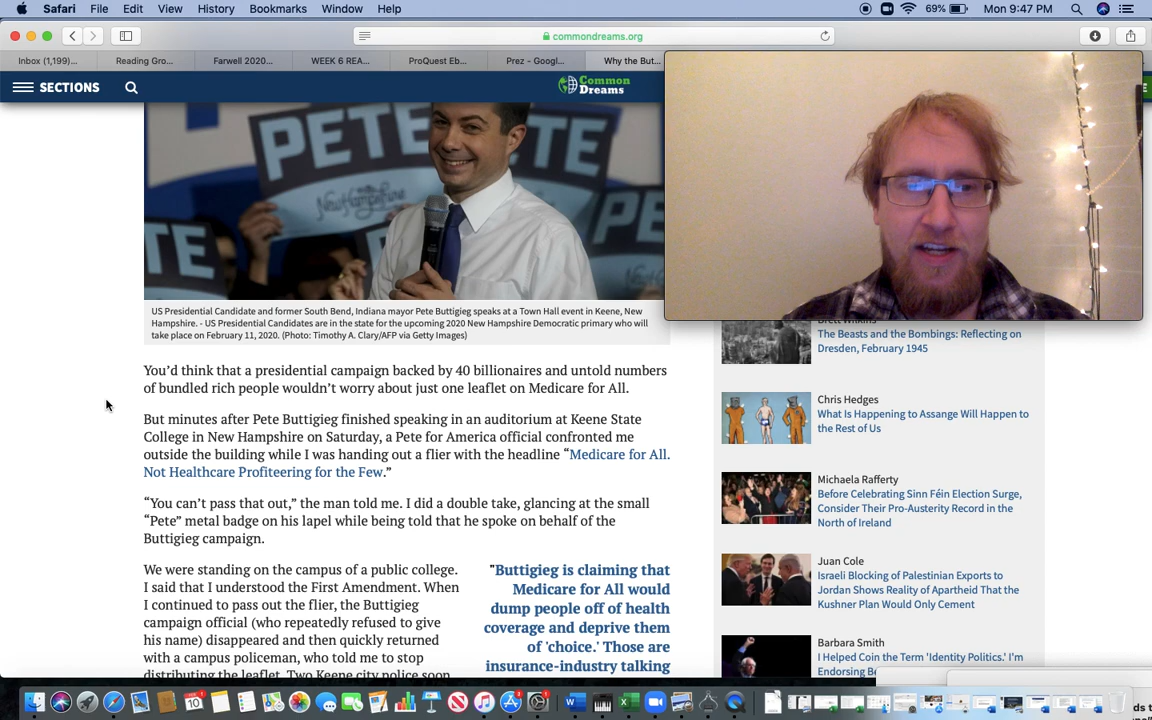 Safari File Edit View History Bookmarks Window Help
69% Mon 9:47 PM
commondreams.org
Inbox (1,199)... Reading Gro... Farwell 2020... WEEK 6 REA... ProQuest Eb... Prez - Googl... Why the But...
SECTIONS
Common
Dreams
PETE
ETE
New Hampshire
TE
US Presidential Candidate and former South Bend, Indiana mayor Pete Buttigieg speaks at a Town Hall event in Keene, New
Hampshire. - US Presidential Candidates are in the state for the upcoming 2020 New Hampshire Democratic primary who will
take place on February 11, 2020. (Photo: Timothy A. Clary/AFP via Getty Images)
You’d think that a presidential campaign backed by 40 billionaires and untold numbers
of bundled rich people wouldn’t worry about just one leaflet on Medicare for All.
But minutes after Pete Buttigieg finished speaking in an auditorium at Keene State
College in New Hampshire on Saturday, a Pete for America official confronted me
outside the building while I was handing out a flier with the headline “Medicare for All.
Not Healthcare Profiteering for the Few.”
“You can’t pass that out,” the man told me. I did a double take, glancing at the small
“Pete” metal badge on his lapel while being told that he spoke on behalf of the
Buttigieg campaign.
We were standing on the campus of a public college.
I said that I understood the First Amendment. When
I continued to pass out the flier, the Buttigieg
campaign official (who repeatedly refused to give
his name) disappeared and then quickly returned
with a campus policeman, who told me to stop
distributing the leaflet. Two Keene city police soon
"Buttigieg is claiming that
Medicare for All would
dump people off of health
coverage and deprive them
of 'choice.' Those are
insurance-industry talking
Brett Wilkins
The Beasts and the Bombings: Reflecting on
Dresden, February 1945
Chris Hedges
What Is Happening to Assange Will Happen to
the Rest of Us
Michaela Rafferty
Before Celebrating Sinn Féin Election Surge,
Consider Their Pro-Austerity Record in the
North of Ireland
Juan Cole
Israeli Blocking of Palestinian Exports to
Jordan Shows Reality of Apartheid That the
Kushner Plan Would Only Cement
Barbara Smith
I Helped Coin the Term 'Identity Politics.' I'm
Endorsing Be